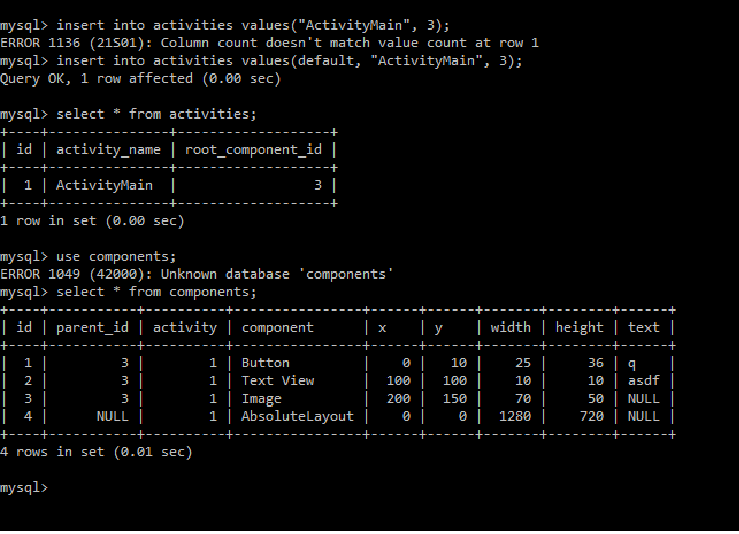 mysql> insert into activities values("ActivityMain", 3);
ERROR 1136 (21S01): Column count doesn't match value count at row 1
mysql> insert into activities values(default, "ActivityMain", 3);
Query OK, 1 row affected (0.00 sec)
mysql> select * from activities;
+----+---------------+-------------------+
| id | activity_name | root_component_id |
+----+---------------+-------------------+
|  1 | ActivityMain  |                 3 |
+----+---------------+-------------------+
1 row in set (0.00 sec)
mysql> use components;
ERROR 1049 (42000): Unknown database 'components'
mysql> select * from components;
+----+-----------+----------+----------------+------+------+-------+--------+------+
| id | parent_id | activity | component      | x    | y    | width | height | text |
+----+-----------+----------+----------------+------+------+-------+--------+------+
|  1 |         3 |        1 | Button         |    0 |   10 |    25 |     36 | q    |
|  2 |         3 |        1 | Text View      |  100 |  100 |    10 |     10 | asdf |
|  3 |         3 |        1 | Image          |  200 |  150 |    70 |     50 | NULL |
|  4 |      NULL |        1 | AbsoluteLayout |    0 |    0 |  1280 |    720 | NULL |
+----+-----------+----------+----------------+------+------+-------+--------+------+
4 rows in set (0.01 sec)
mysql>